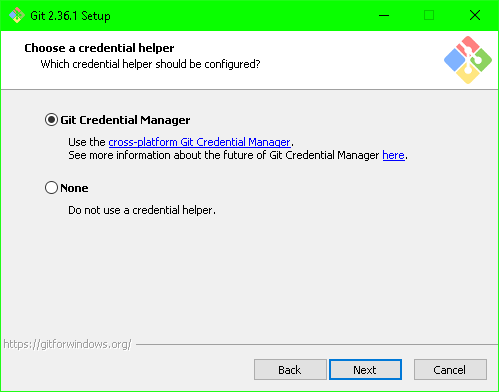 Git 2.36.1 Setup
Choose a credential helper
Which credential helper should be configured?
Git Credential Manager
Use the cross-platform Git Credential Manager.
See more information about the future of Git Credential Manager here.
None
Do not use a credential helper.
https://gitforwindows.org/
Back Next Cancel